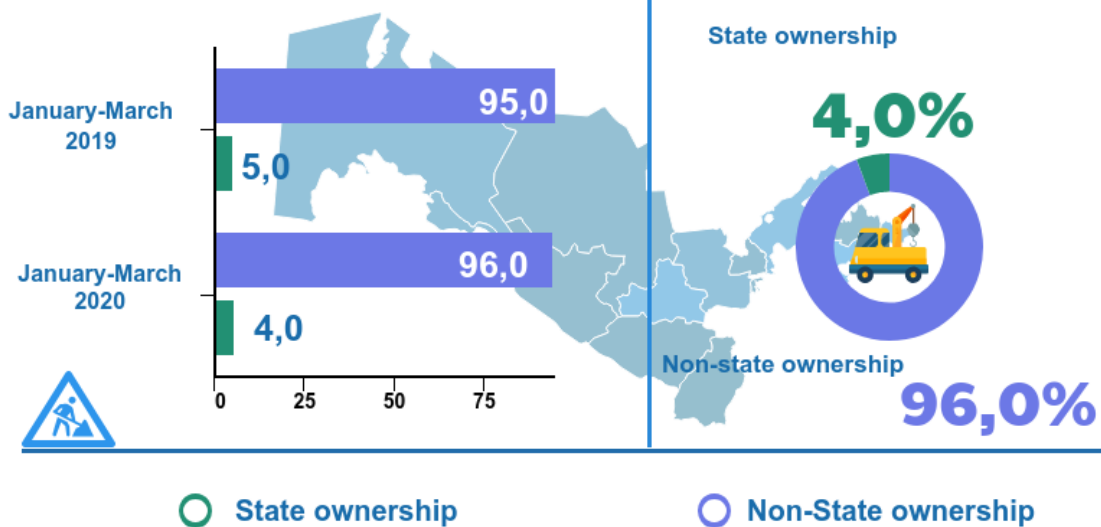 State ownership
4,0%
January-March
2019
95,0
5,0
January-March
2020
96,0
4,0
0 25 50 75
Non-state ownership
96,0%
State ownership
Non-State ownership